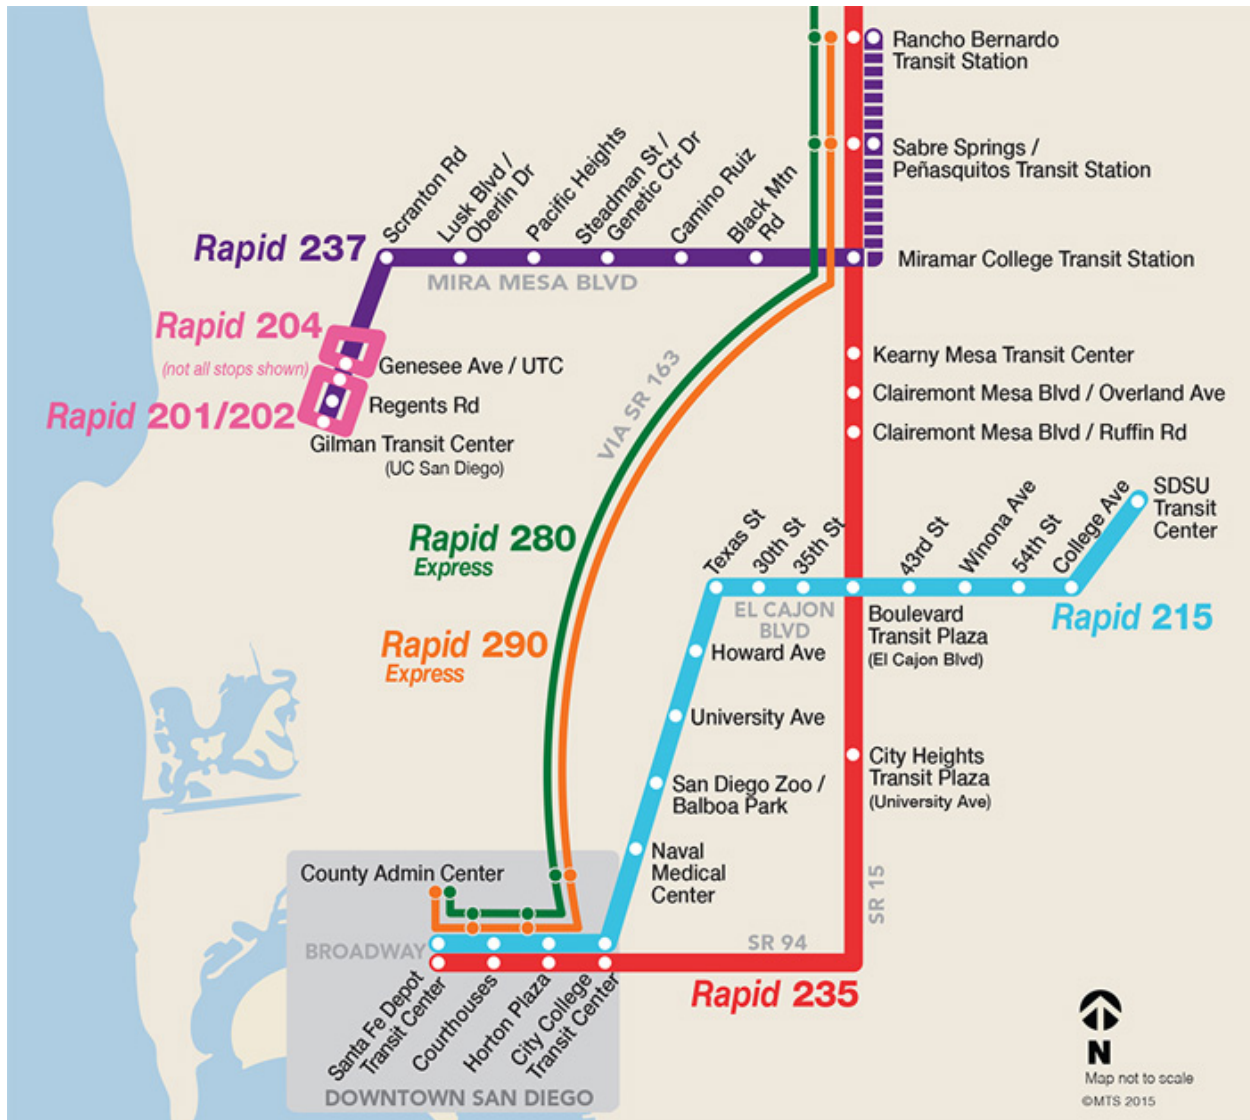 Rancho Bernardo
Transit Station
Sabre Springs /
Peñasquitos Transit Station
Scranton Rd
Lusk Blvd /
Oberlin Dr
Pacific Heights
Steadman St /
Genetic Ctr Dr
Camino Ruiz
Black Mtn
Rd
Rapid 237
MIRA MESA BLVD
Miramar College Transit Station
Rapid 204
(not all stops shown)
Genesee Ave / UTC
Rapid 201/202
Regents Rd
Gilman Transit Center
(UC San Diego)
VIA SR 163
Kearny Mesa Transit Center
Clairemont Mesa Blvd / Overland Ave
Clairemont Mesa Blvd / Ruffin Rd
Rapid 280
Express
Rapid 290
Express
Texas St
30th St
35th St
43rd St
Winona Ave
54th St
College Ave
SDSU
Transit
Center
EL CAJON
BLVD
Boulevard
Transit Plaza
(El Cajon Blvd)
Rapid 215
Howard Ave
University Ave
San Diego Zoo /
Balboa Park
Naval
Medical
Center
City Heights
Transit Plaza
(University Ave)
SR 15
SR 94
County Admin Center
BROADWAY
Rapid 235
Santa Fe Depot
Transit Center
Courthouses
Horton Plaza
City College
Transit Center
DOWNTOWN SAN DIEGO
N
Map not to scale
©MTS 2015